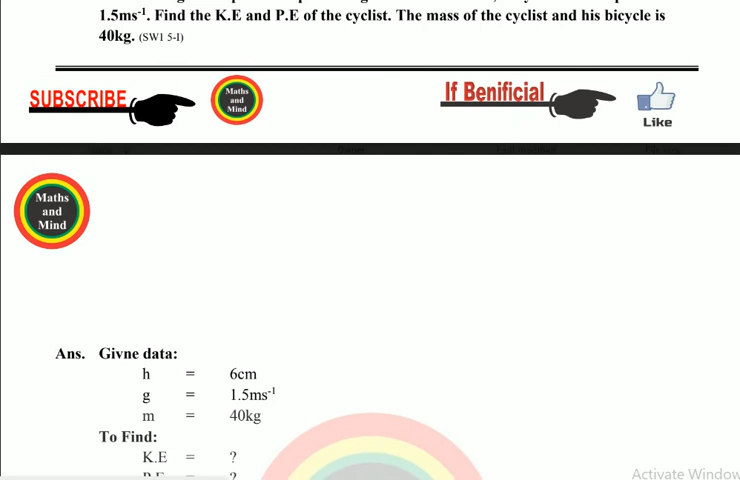 1.5ms-1. Find the K.E and P.E of the cyclist. The mass of the cyclist and his bicycle is
40kg. (SW1 5-I)
SUBSCRIBE
Maths
and
Mind
If Benificial
Like
Maths
and
Mind
Ans. Givne data:
h = 6cm
g = 1.5ms-1
m = 40kg
To Find:
K.E = ?
P.E = ?
Activate Window